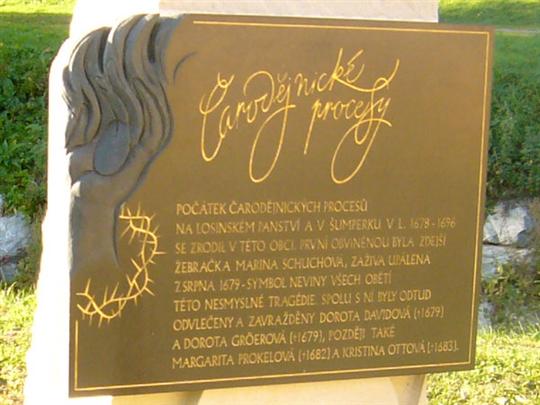 Čarodějnické
procesy
POČÁTEK ČARODĚJNICKÝCH PROCESŮ
NA LOSINSKÉM PANSTVÍ A V ŠUMPERKU V L. 1678-1696
SE ZRODIL V TÉTO OBCI. PRVNÍ OBVINĚNOU BYLA ZDEJŠÍ
ŽEBRAČKA MARINA SCHUCHOVÁ, ZAŽIVA UPÁLENA
7. SRPNA 1679-SYMBOL NEVINY VŠECH OBĚTÍ
TÉTO NESMYSLNÉ TRAGÉDIE. SPOLU S NÍ BYLY ODTUD
ODVLEČENY A ZAVRAŽDĚNY DOROTA DAVIDOVÁ (†1679)
A DOROTA GRÖEROVÁ (†1679), POZDĚJI TAKÉ
MARGARITA PROKELOVÁ (†1682) A KRISTINA OTTOVÁ (†1683).